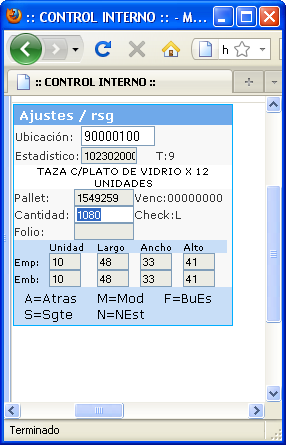 :: CONTROL INTERNO :: - M...
h
:: CONTROL INTERNO ::
Ajustes / rsg
Ubicación: 90000100
Estadistico: 102302000 T:9
TAZA C/PLATO DE VIDRIO X 12
UNIDADES
Pallet: 1549259 Venc:00000000
Cantidad: 1080 Check:L
Folio:
Unidad Largo Ancho Alto
Emp: 10 48 33 41
Emb: 10 48 33 41
A=Atras M=Mod F=BuEs
S=Sgte N=NEst
Terminado